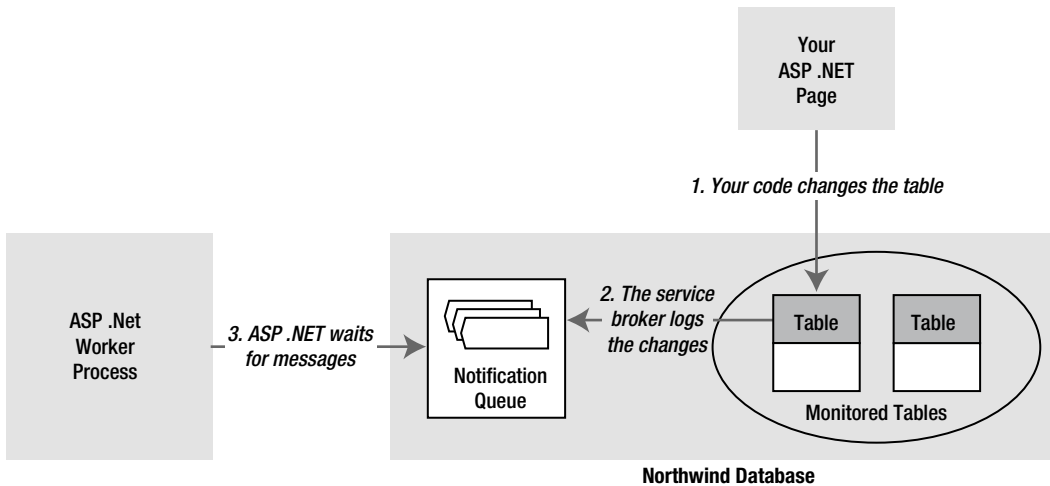 Your
ASP .NET
Page
1. Your code changes the table
ASP .Net
Worker
Process
3. ASP .NET waits
for messages
Notification
Queue
2. The service
broker logs
the changes
Table
Table
Monitored Tables
Northwind Database